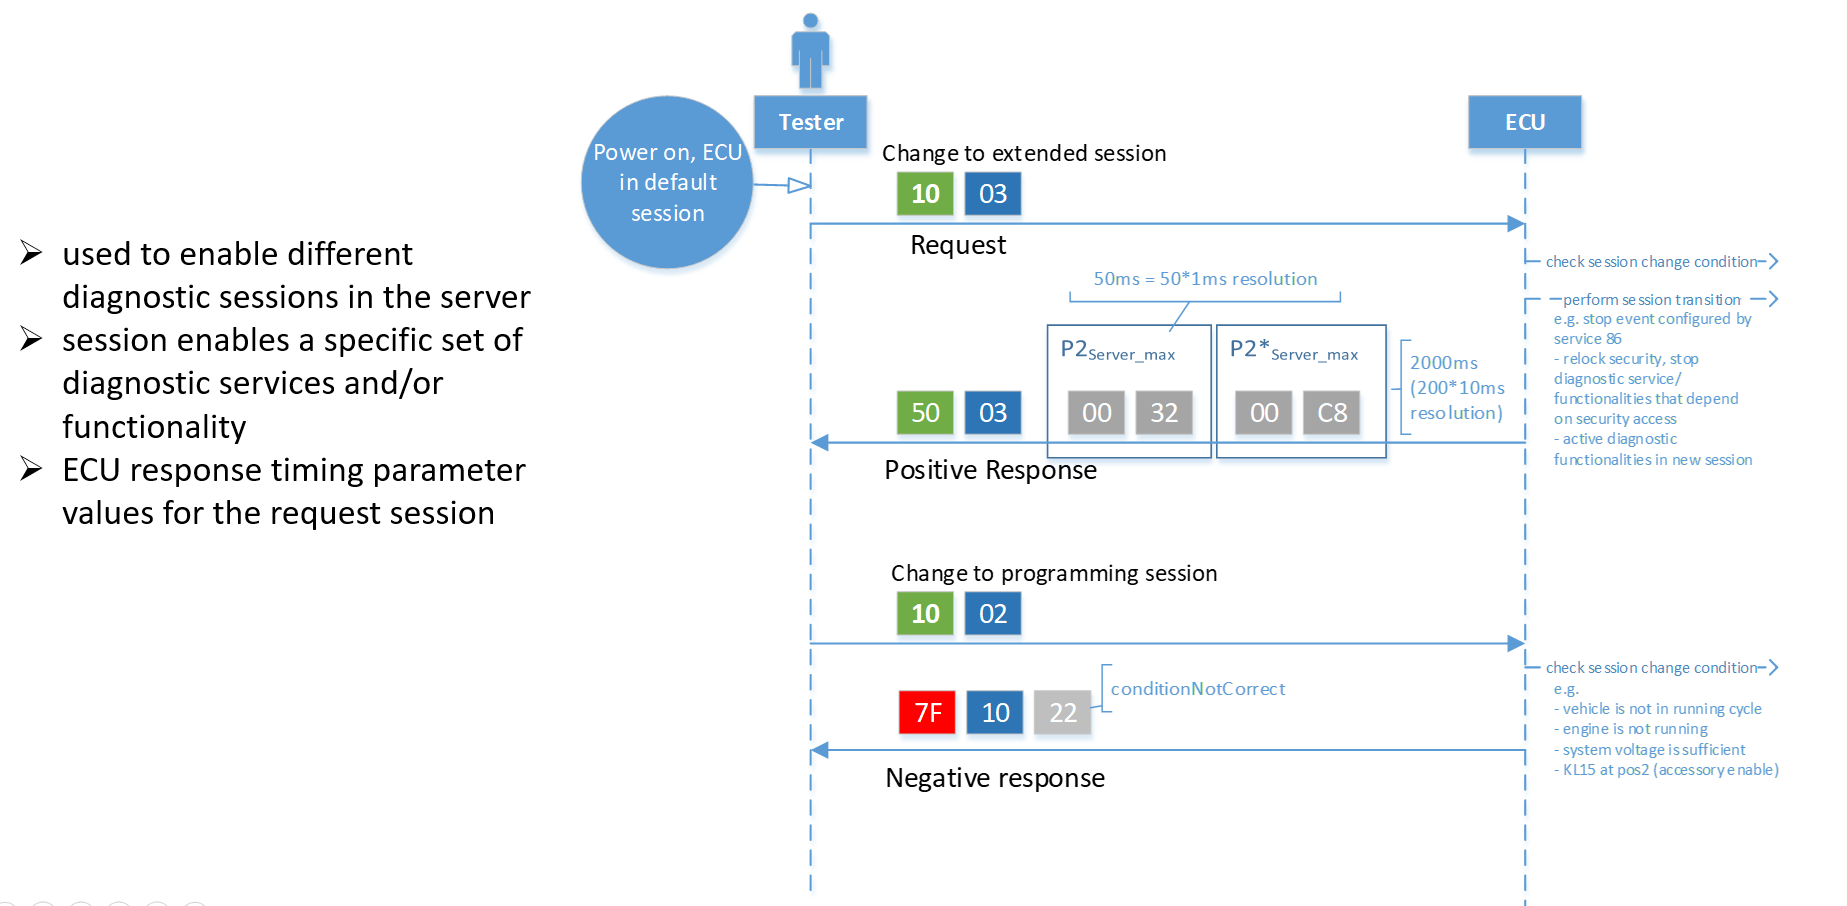 used to enable different
diagnostic sessions in the server
session enables a specific set of
diagnostic services and/or
functionality
ECU response timing parameter
values for the request session
Power on, ECU
in default
session
Tester
ECU
Change to extended session
10 03
Request
check session change condition
50ms = 50*1ms resolution
perform session transition
e.g. stop event configured by
service 86
- relock security, stop
diagnostic service/
functionalities that depend
on security access
- active diagnostic
functionalities in new session
P2Server_max
P2*Server_max
2000ms
(200*10ms
resolution)
50 03 00 32 00 C8
Positive Response
Change to programming session
10 02
check session change condition
e.g.
- vehicle is not in running cycle
- engine is not running
- system voltage is sufficient
- KL15 at pos2 (accessory enable)
conditionNotCorrect
7F 10 22
Negative response